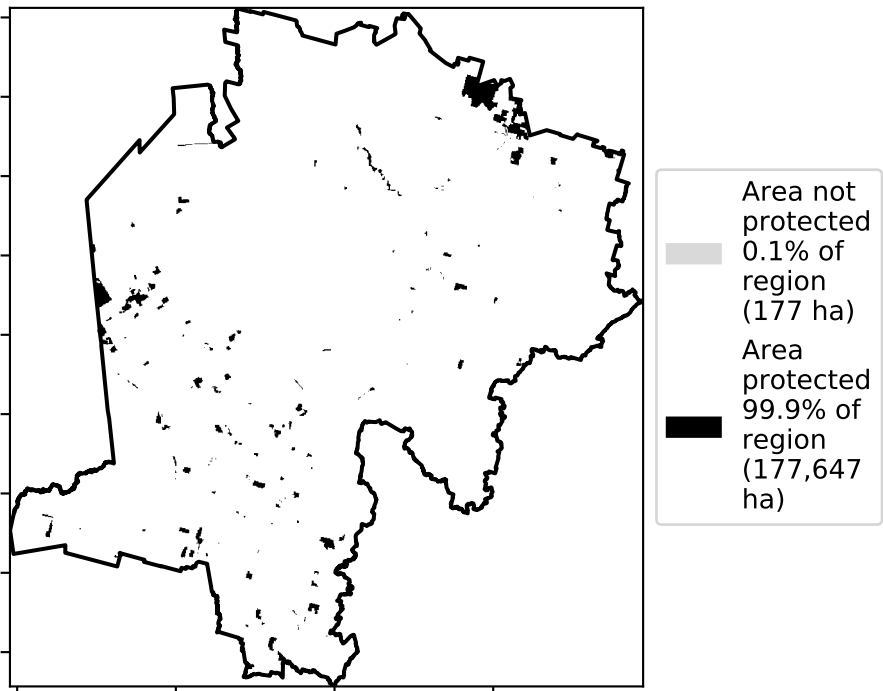 Area not
protected
0.1% of
region
(177 ha)
Area
protected
99.9% of
region
(177,647
ha)